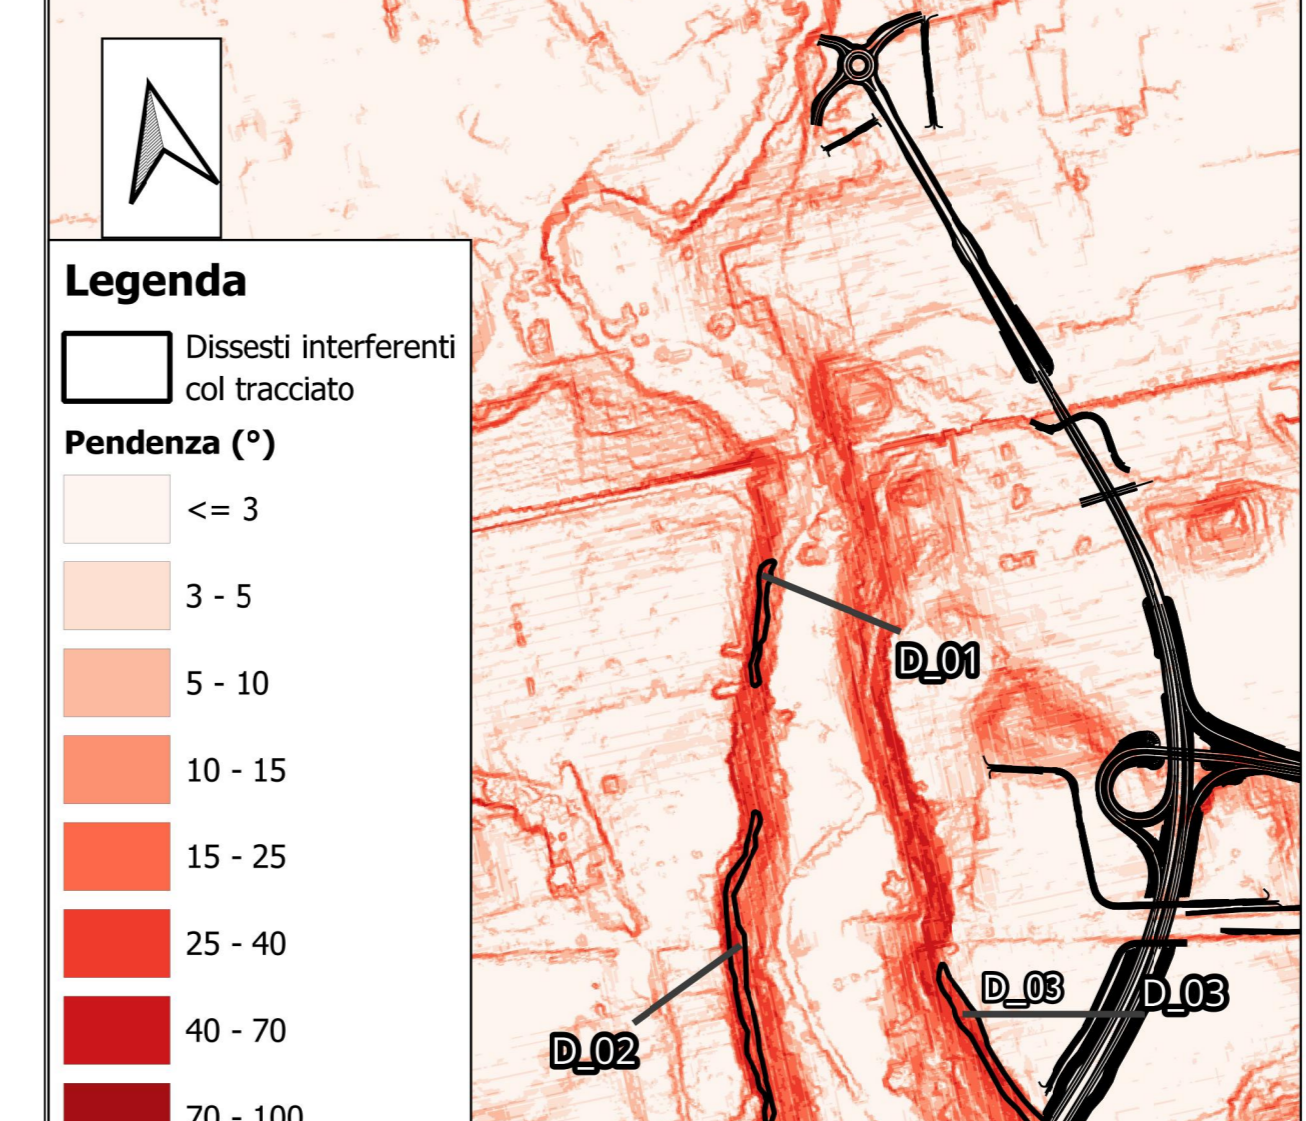 Legenda
Dissesti interferenti
col tracciato
Pendenza (°)
<= 3
3 - 5
5 - 10
10 - 15
15 - 25
25 - 40
40 - 70
70 - 100
D_01
D_02
D_03
D_03